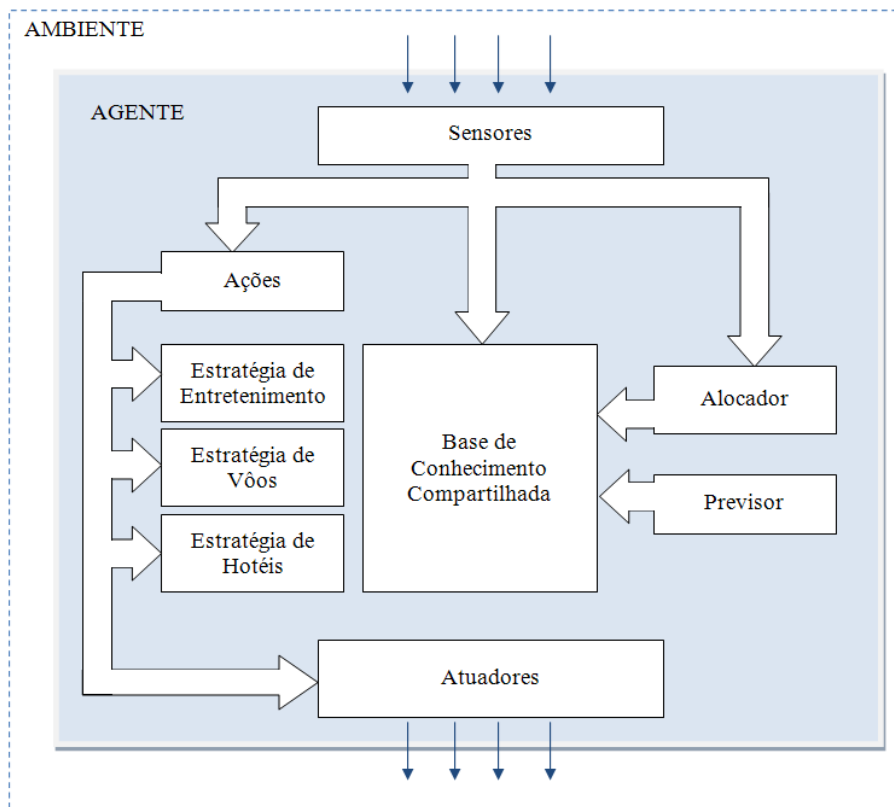 AMBIENTE
AGENTE
Sensores
Ações
Estratégia de
Entretenimento
Estratégia de
Vôos
Estratégia de
Hotéis
Base de
Conhecimento
Compartilhada
Alocador
Previsor
Atuadores